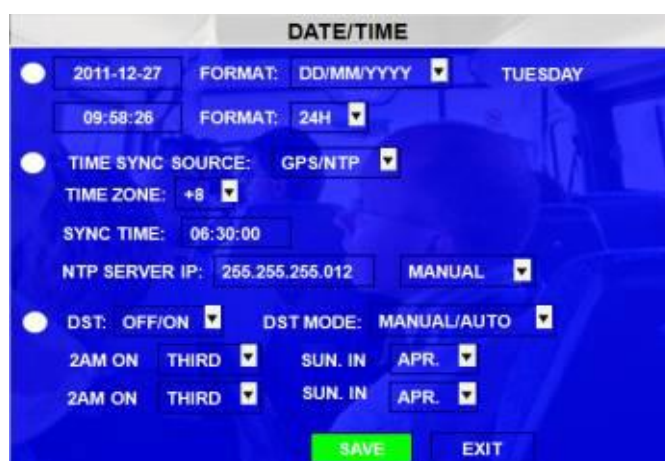 DATE/TIME
2011-12-27 FORMAT: DD/MM/YYYY TUESDAY
09:58:26 FORMAT: 24H
TIME SYNC SOURCE: GPS/NTP
TIME ZONE: +8
SYNC TIME: 06:30:00
NTP SERVER IP: 255.255.255.012 MANUAL
DST: OFF/ON DST MODE: MANUAL/AUTO
2AM ON THIRD SUN. IN APR.
2AM ON THIRD SUN. IN APR.
SAVE EXIT